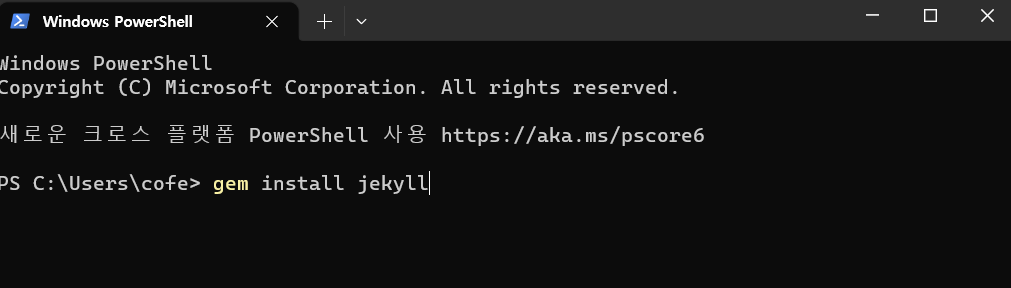 Windows PowerShell
Windows PowerShell
Copyright (C) Microsoft Corporation. All rights reserved.
새로운 크로스 플랫폼 PowerShell 사용 https://aka.ms/pscore6
PS C:\Users\cofe> gem install jekyll